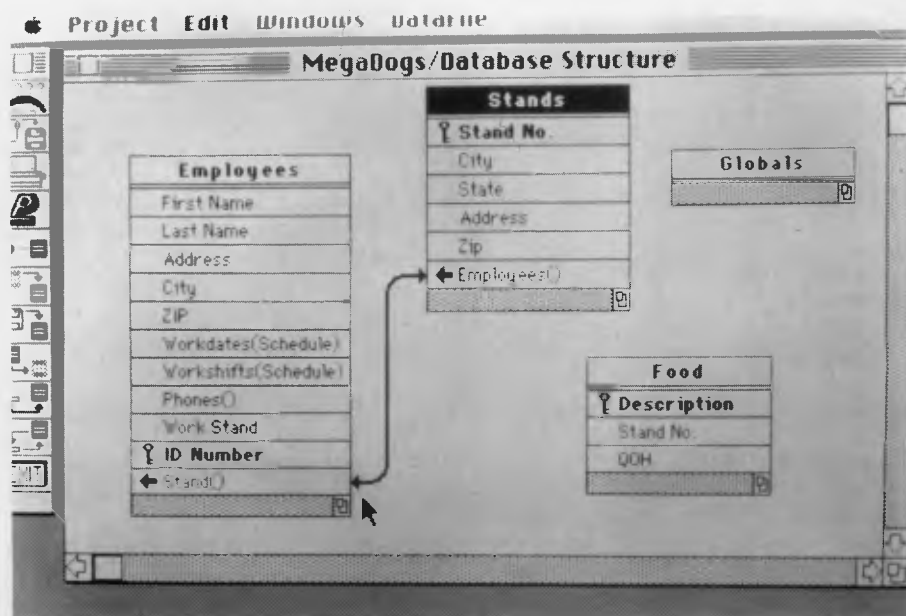 Project Edit Windows Datafile
MegaDogs/Database Structure
Employees
First Name
Last Name
Address
City
ZIP
Workdates(Schedule)
Workshifts(Schedule)
Phones()
Work Stand
ID Number
Stand()
Stands
Stand No.
City
State
Address
Zip
Employees()
Globals
Food
Description
Stand No.
QOH